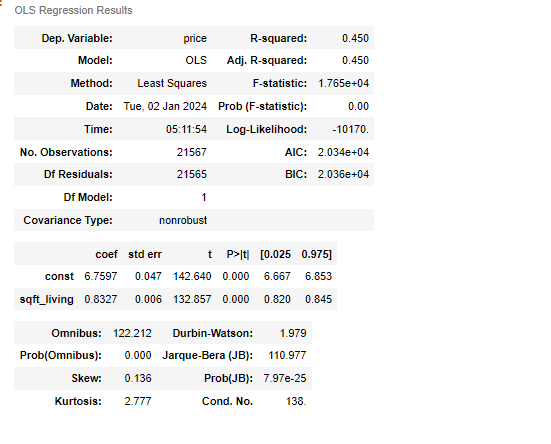 OLS Regression Results
Dep. Variable: price R-squared: 0.450
Model: OLS Adj. R-squared: 0.450
Method: Least Squares F-statistic: 1.765e+04
Date: Tue, 02 Jan 2024 Prob (F-statistic): 0.00
Time: 05:11:54 Log-Likelihood: -10170.
No. Observations: 21567 AIC: 2.034e+04
Df Residuals: 21565 BIC: 2.036e+04
Df Model: 1
Covariance Type: nonrobust
coef std err t P>|t| [0.025 0.975]
const 6.7597 0.047 142.640 0.000 6.667 6.853
sqft_living 0.8327 0.006 132.857 0.000 0.820 0.845
Omnibus: 122.212 Durbin-Watson: 1.979
Prob(Omnibus): 0.000 Jarque-Bera (JB): 110.977
Skew: 0.136 Prob(JB): 7.97e-25
Kurtosis: 2.777 Cond. No. 138.